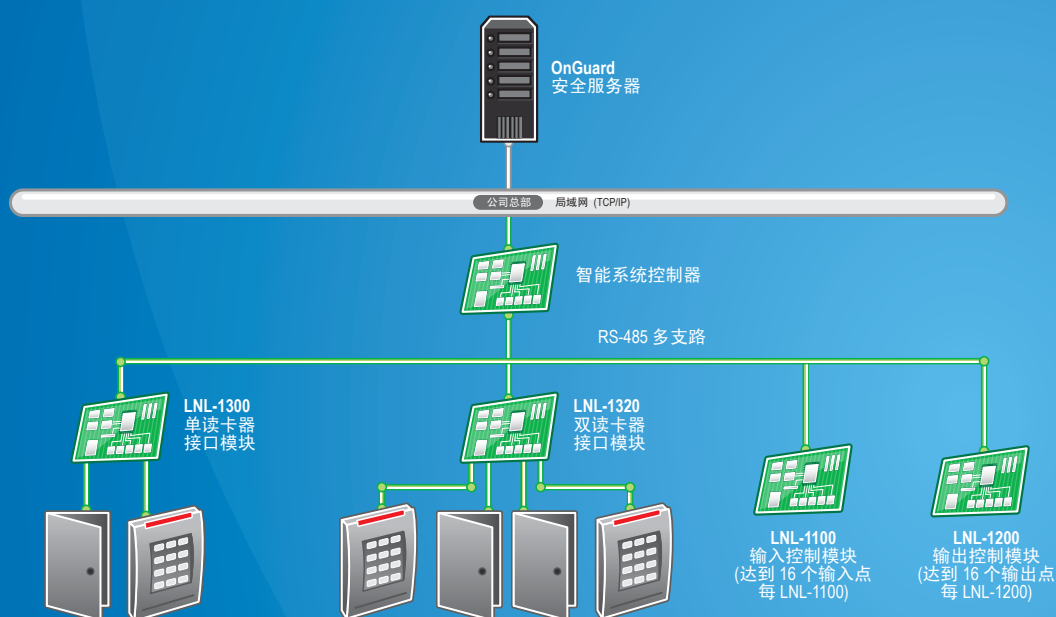 OnGuard
安全服务器
公司总部 局域网 (TCP/IP)
智能系统控制器
RS-485 多支路
LNL-1300
单读卡器
接口模块
LNL-1320
双读卡器
接口模块
LNL-1100
输入控制模块
(达到 16 个输入点
每 LNL-1100)
LNL-1200
输出控制模块
(达到 16 个输出点
每 LNL-1200)